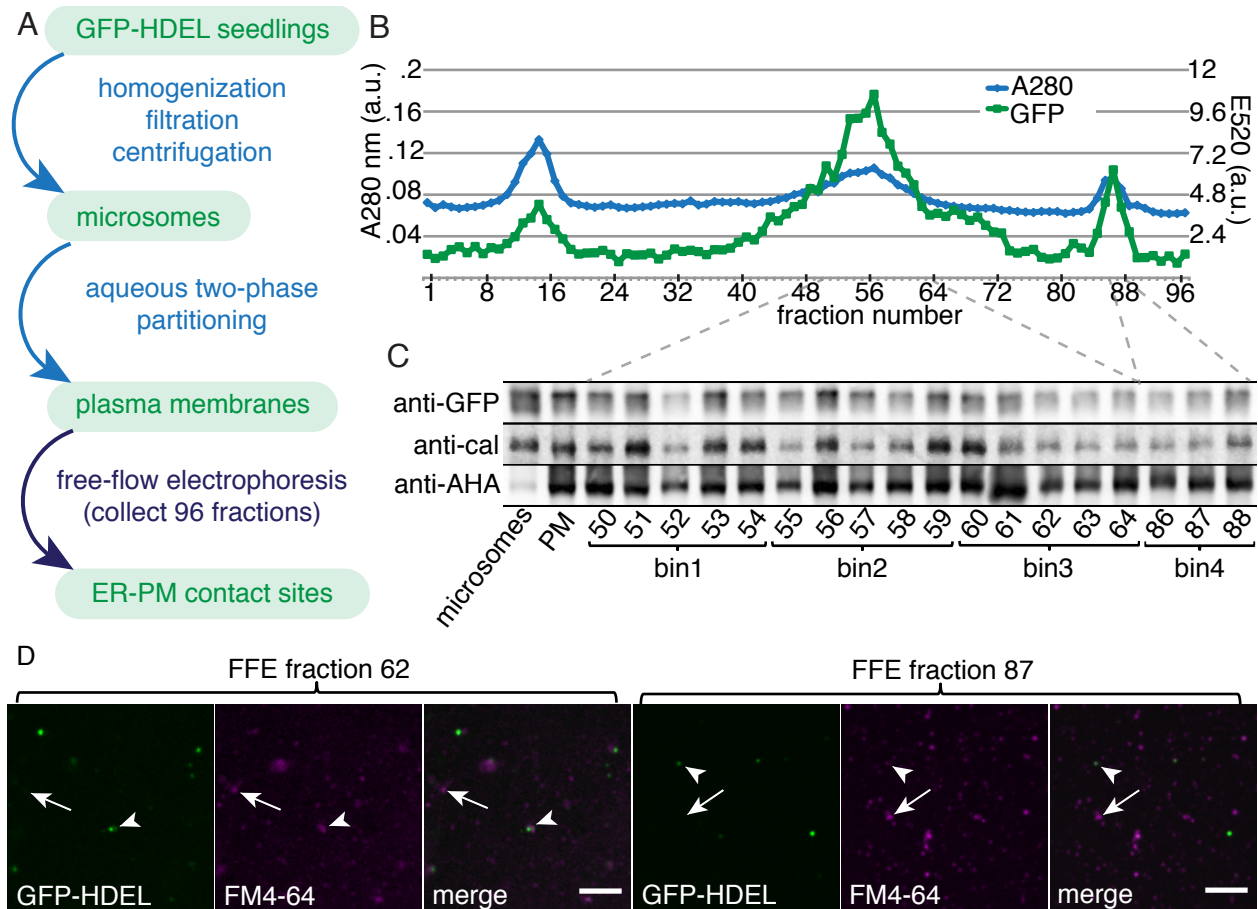 A
GFP-HDEL seedlings
homogenization
filtration
centrifugation
microsomes
aqueous two-phase
partitioning
plasma membranes
free-flow electrophoresis
(collect 96 fractions)
ER-PM contact sites
B
A280 nm (a.u.)
.2
.16
.12
.08
.04
A280
GFP
12
9.6
7.2
4.8
2.4
E520 (a.u.)
1 8 16 24 32 40 48 56 64 72 80 88 96
fraction number
C
anti-GFP
anti-cal
anti-AHA
microsomes PM 50 51 52 53 54 55 56 57 58 59 60 61 62 63 64 86 87 88
bin1 bin2 bin3 bin4
D
FFE fraction 62
FFE fraction 87
GFP-HDEL FM4-64 merge GFP-HDEL FM4-64 merge